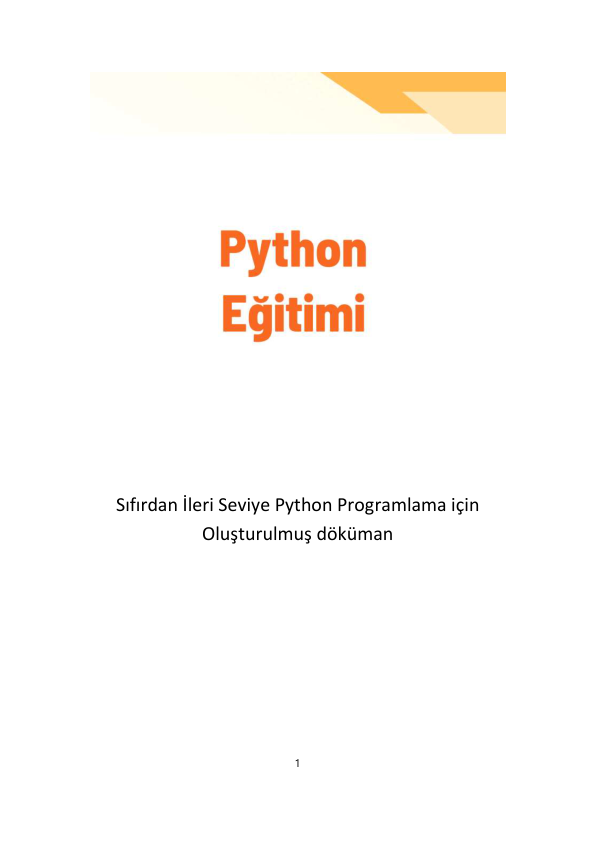 Python
Eğitimi
Sıfırdan İleri Seviye Python Programlama için
Oluşturulmuş döküman
1